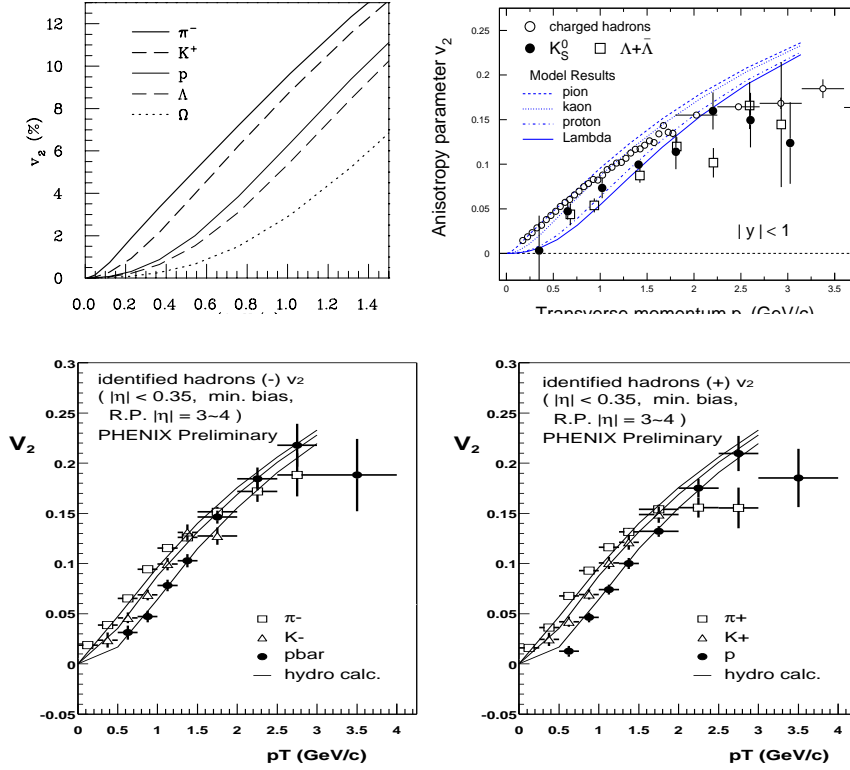 12
10
8
6
4
2
0
v₂ (%)
π⁻
K⁺
p
Λ
Ω
0.0 0.2 0.4 0.6 0.8 1.0 1.2 1.4
0.25
0.2
0.15
0.1
0.05
0
Anisotropy parameter v₂
charged hadrons
K⁰S Λ+Λ̄
Model Results
pion
kaon
proton
Lambda
| y | < 1
0 0.5 1 1.5 2 2.5 3 3.5
Transverse momentum p (GeV/c)
0.3
0.25
0.2
0.15
0.1
0.05
0
-0.05
V₂
identified hadrons (-) v₂
( |η| < 0.35, min. bias,
R.P. |η| = 3~4 )
PHENIX Preliminary
π-
K-
pbar
hydro calc.
0 0.5 1 1.5 2 2.5 3 3.5 4
pT (GeV/c)
0.3
0.25
0.2
0.15
0.1
0.05
0
-0.05
V₂
identified hadrons (+) v₂
( |η| < 0.35, min. bias,
R.P. |η| = 3~4 )
PHENIX Preliminary
π+
K+
p
hydro calc.
0 0.5 1 1.5 2 2.5 3 3.5 4
pT (GeV/c)